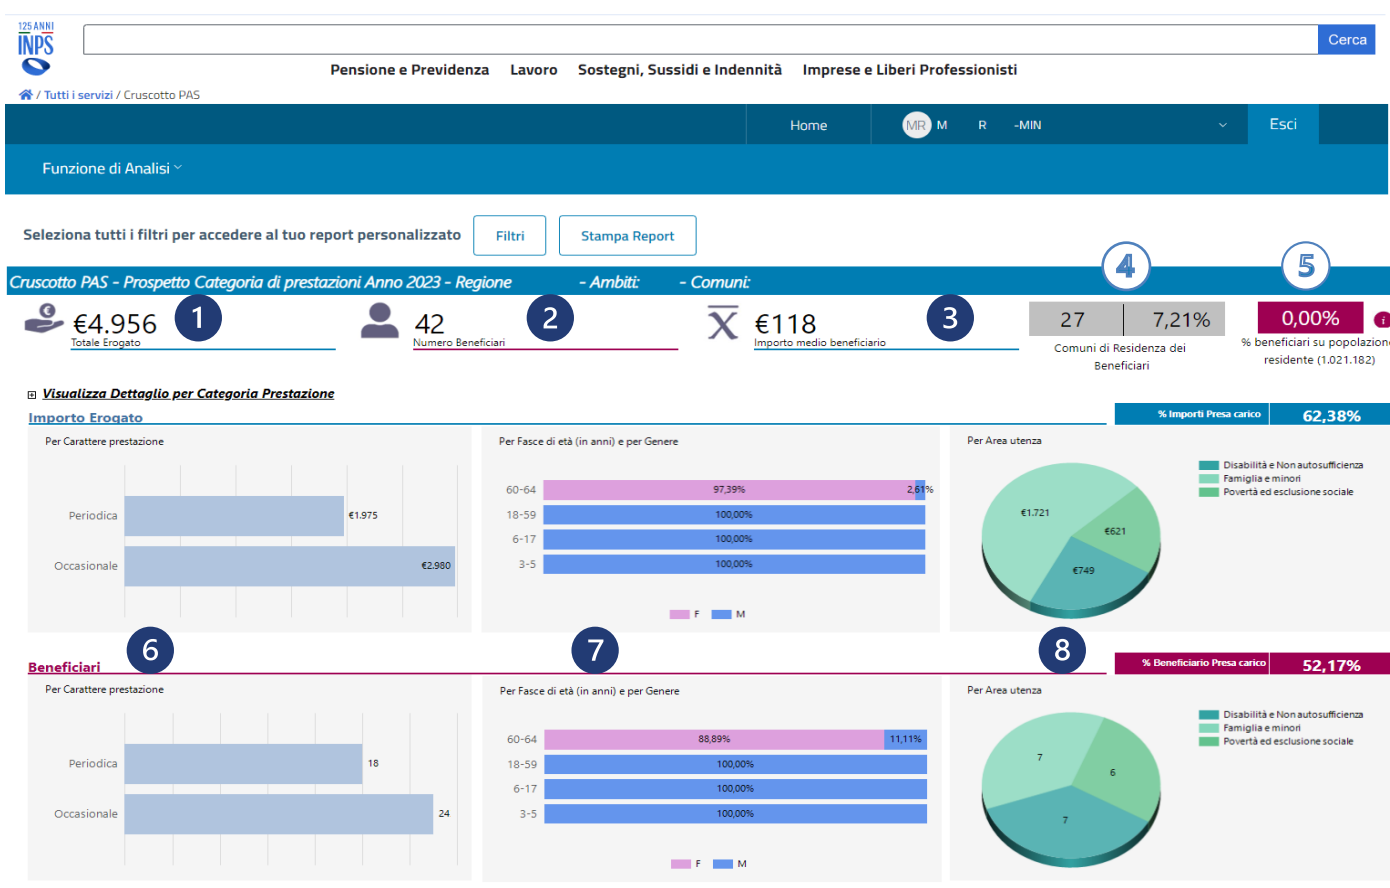 125 ANNI
INPS
Cerca
Pensione e Previdenza Lavoro Sostegni, Sussidi e Indennità Imprese e Liberi Professionisti
/ Tutti i servizi / Cruscotto PAS
Home MR M R -MIN Esci
Funzione di Analisi
Seleziona tutti i filtri per accedere al tuo report personalizzato Filtri Stampa Report
4 5
Cruscotto PAS - Prospetto Categoria di prestazioni Anno 2023 - Regione - Ambiti: - Comuni:
€4.956 1 42 2 €118 3 27 7,21% 0,00% i
Totale Erogato Numero Beneficiari Importo medio beneficiario Comuni di Residenza dei % beneficiari su popolazione
Beneficiari residente (1.021.182)
Visualizza Dettaglio per Categoria Prestazione
Importo Erogato % Importi Presa carico 62,38%
Per Carattere prestazione Per Fasce di età (in anni) e per Genere Per Area utenza
Disabilità e Non autosufficienza
Famiglia e minori
Povertà ed esclusione sociale
60-64 97,39% 2,61%
18-59 100,00%
6-17 100,00%
3-5 100,00%
Periodica €1.975
Occasionale €2.980
€1.721
€621
€749
F M
6 7 8
Beneficiari % Beneficiario Presa carico 52,17%
Per Carattere prestazione Per Fasce di età (in anni) e per Genere Per Area utenza
Disabilità e Non autosufficienza
Famiglia e minori
Povertà ed esclusione sociale
60-64 88,89% 11,11%
18-59 100,00%
6-17 100,00%
3-5 100,00%
Periodica 18
Occasionale 24
7
6
7
F M